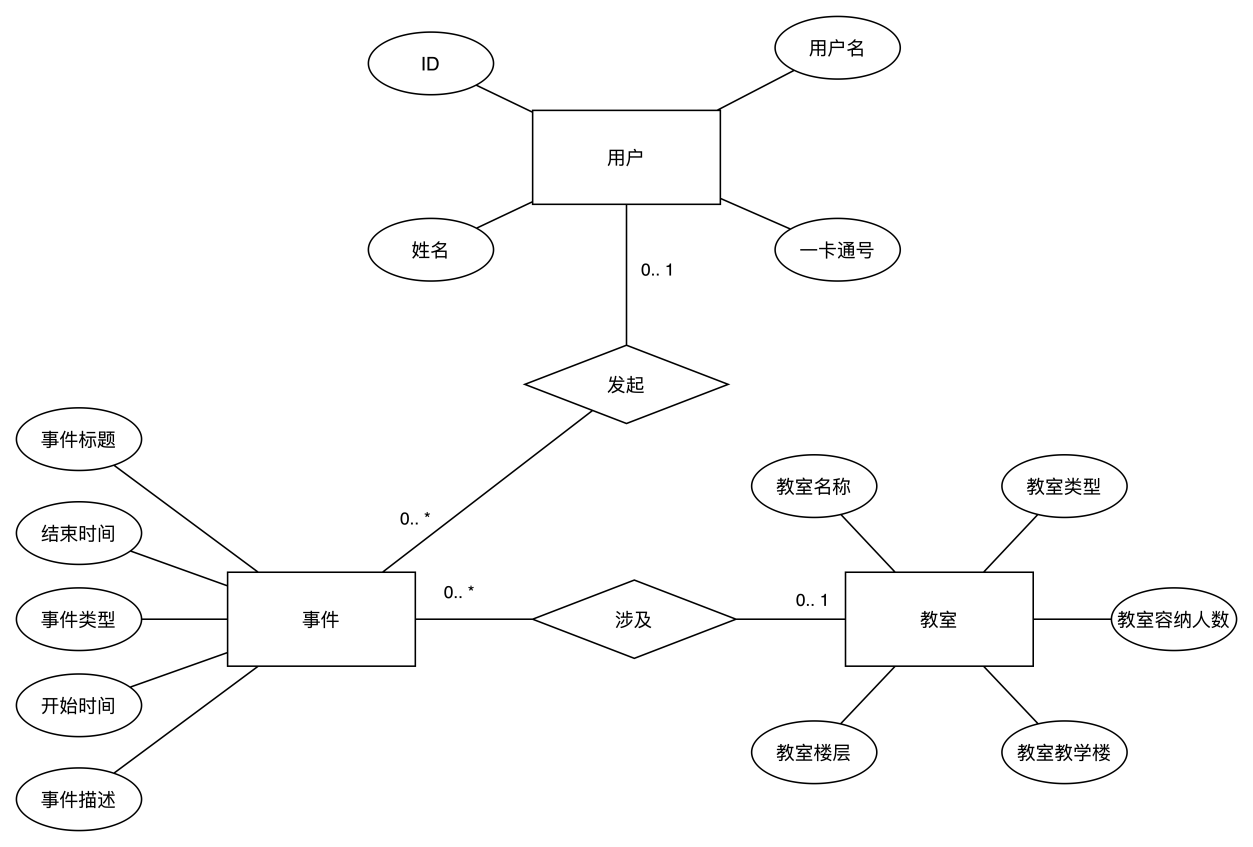 用户名
ID
用户
姓名
一卡通号
0.. 1
发起
事件标题
教室名称
教室类型
0.. *
结束时间
0.. *
0.. 1
事件类型
事件
涉及
教室
教室容纳人数
开始时间
教室楼层
教室教学楼
事件描述